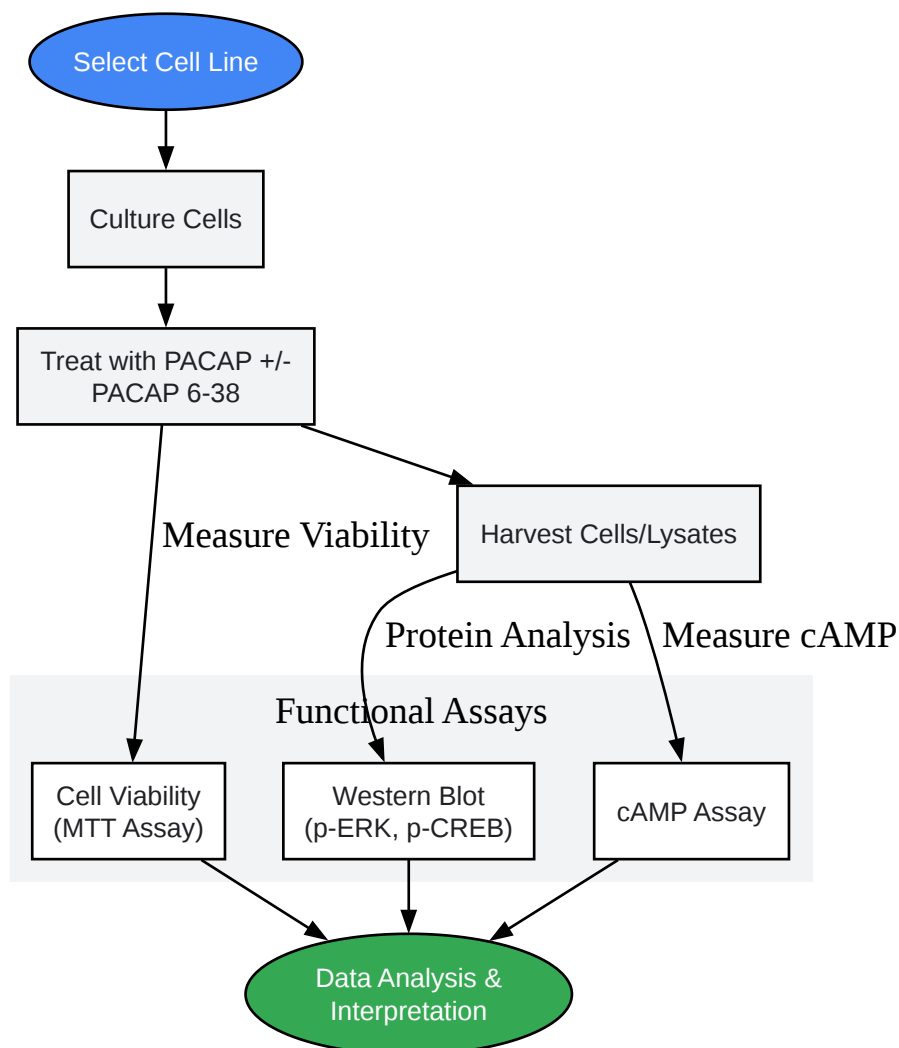 Select Cell Line
Culture Cells
Treat with PACAP +/-
PACAP 6-38
Measure Viability
Harvest Cells/Lysates
Protein Analysis
Measure cAMP
Functional Assays
Cell Viability
(MTT Assay)
Western Blot
(p-ERK, p-CREB)
cAMP Assay
Data Analysis &
Interpretation